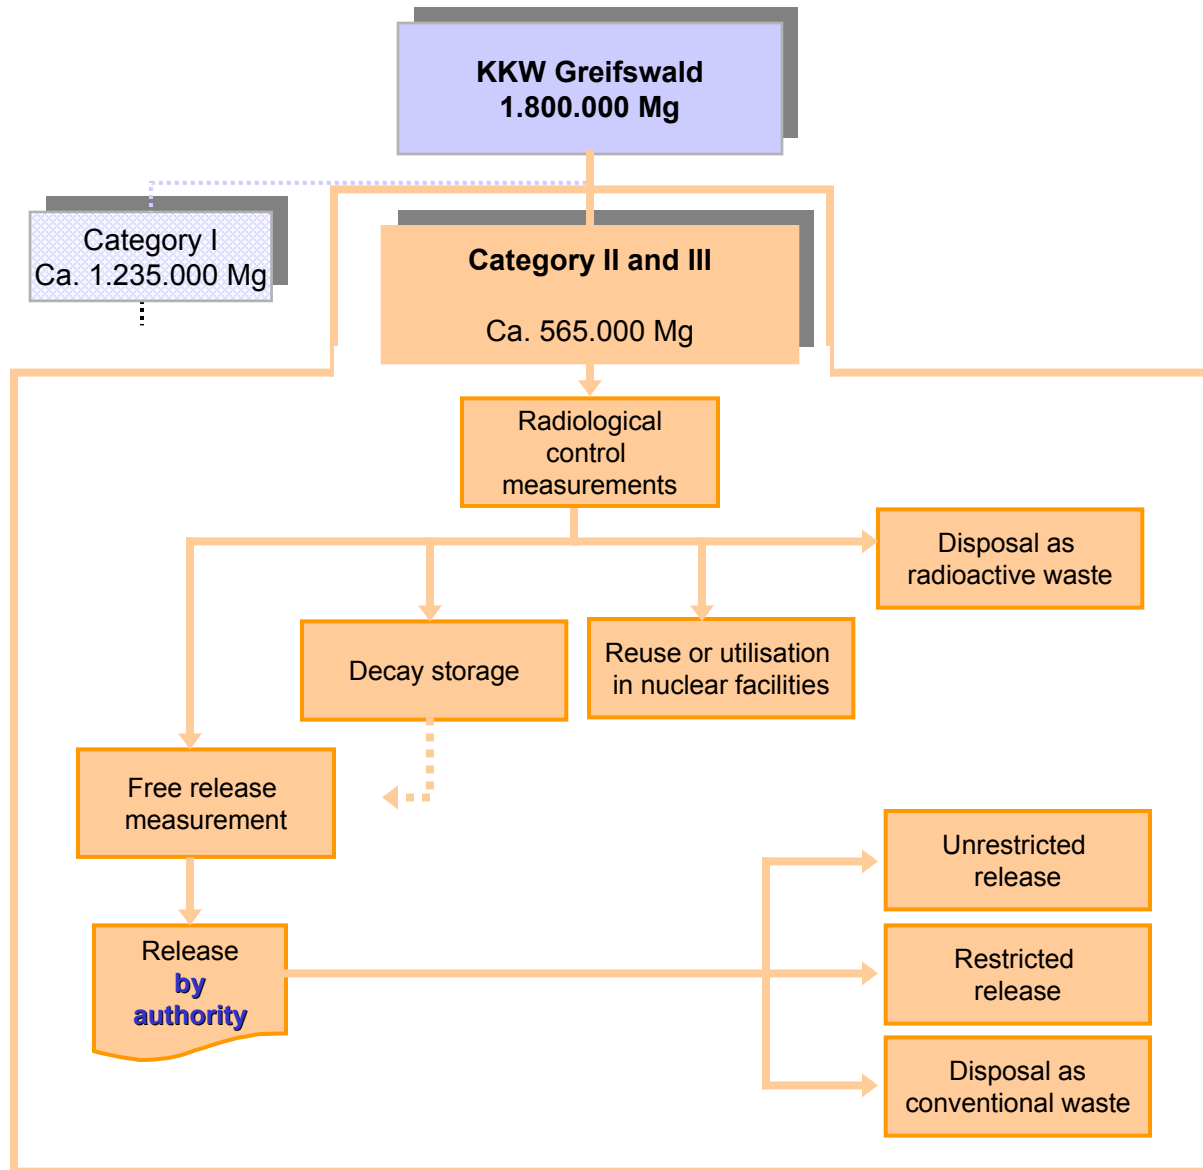 KKW Greifswald
1.800.000 Mg
Category I
Ca. 1.235.000 Mg
Category II and III
Ca. 565.000 Mg
Radiological
control
measurements
Disposal as
radioactive waste
Decay storage
Reuse or utilisation
in nuclear facilities
Free release
measurement
Release
by
authority
Unrestricted
release
Restricted
release
Disposal as
conventional waste